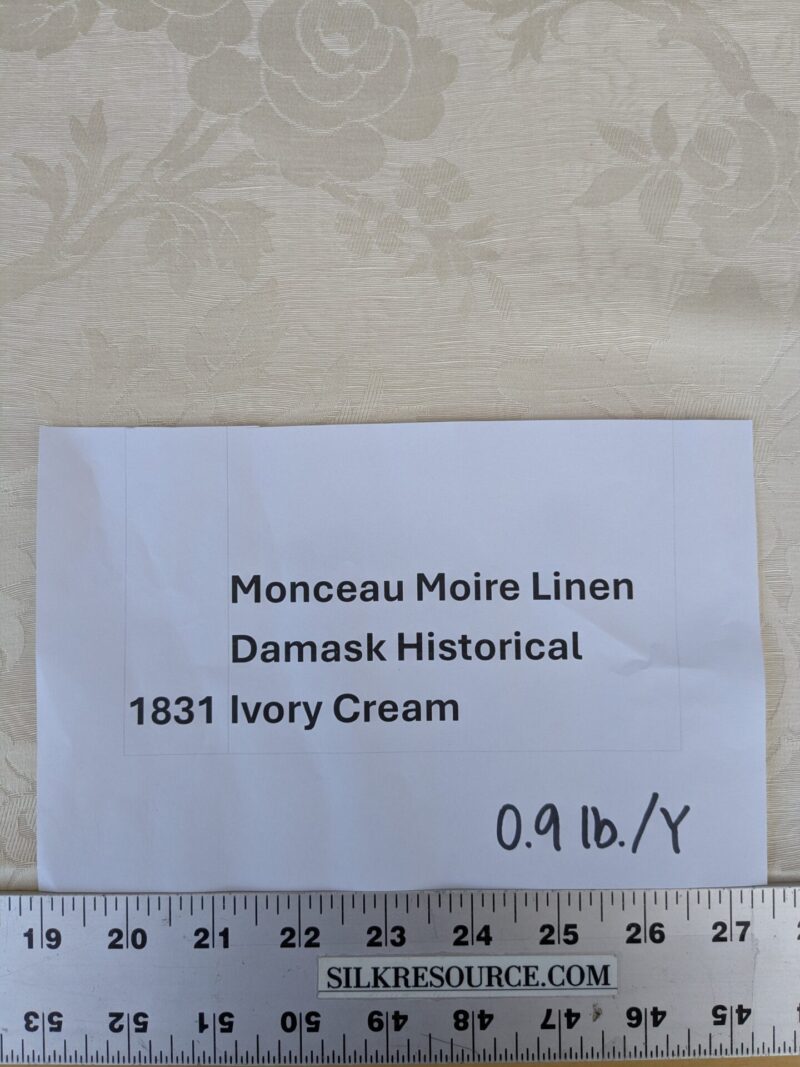 Monceau Moire Linen
Damask Historical
1831 Ivory Cream
0.9 lb./Y
19 20 21 22 23 24 25 26 27
SILKRESOURCE.COM
53 52 51 50 49 48 47 46 45